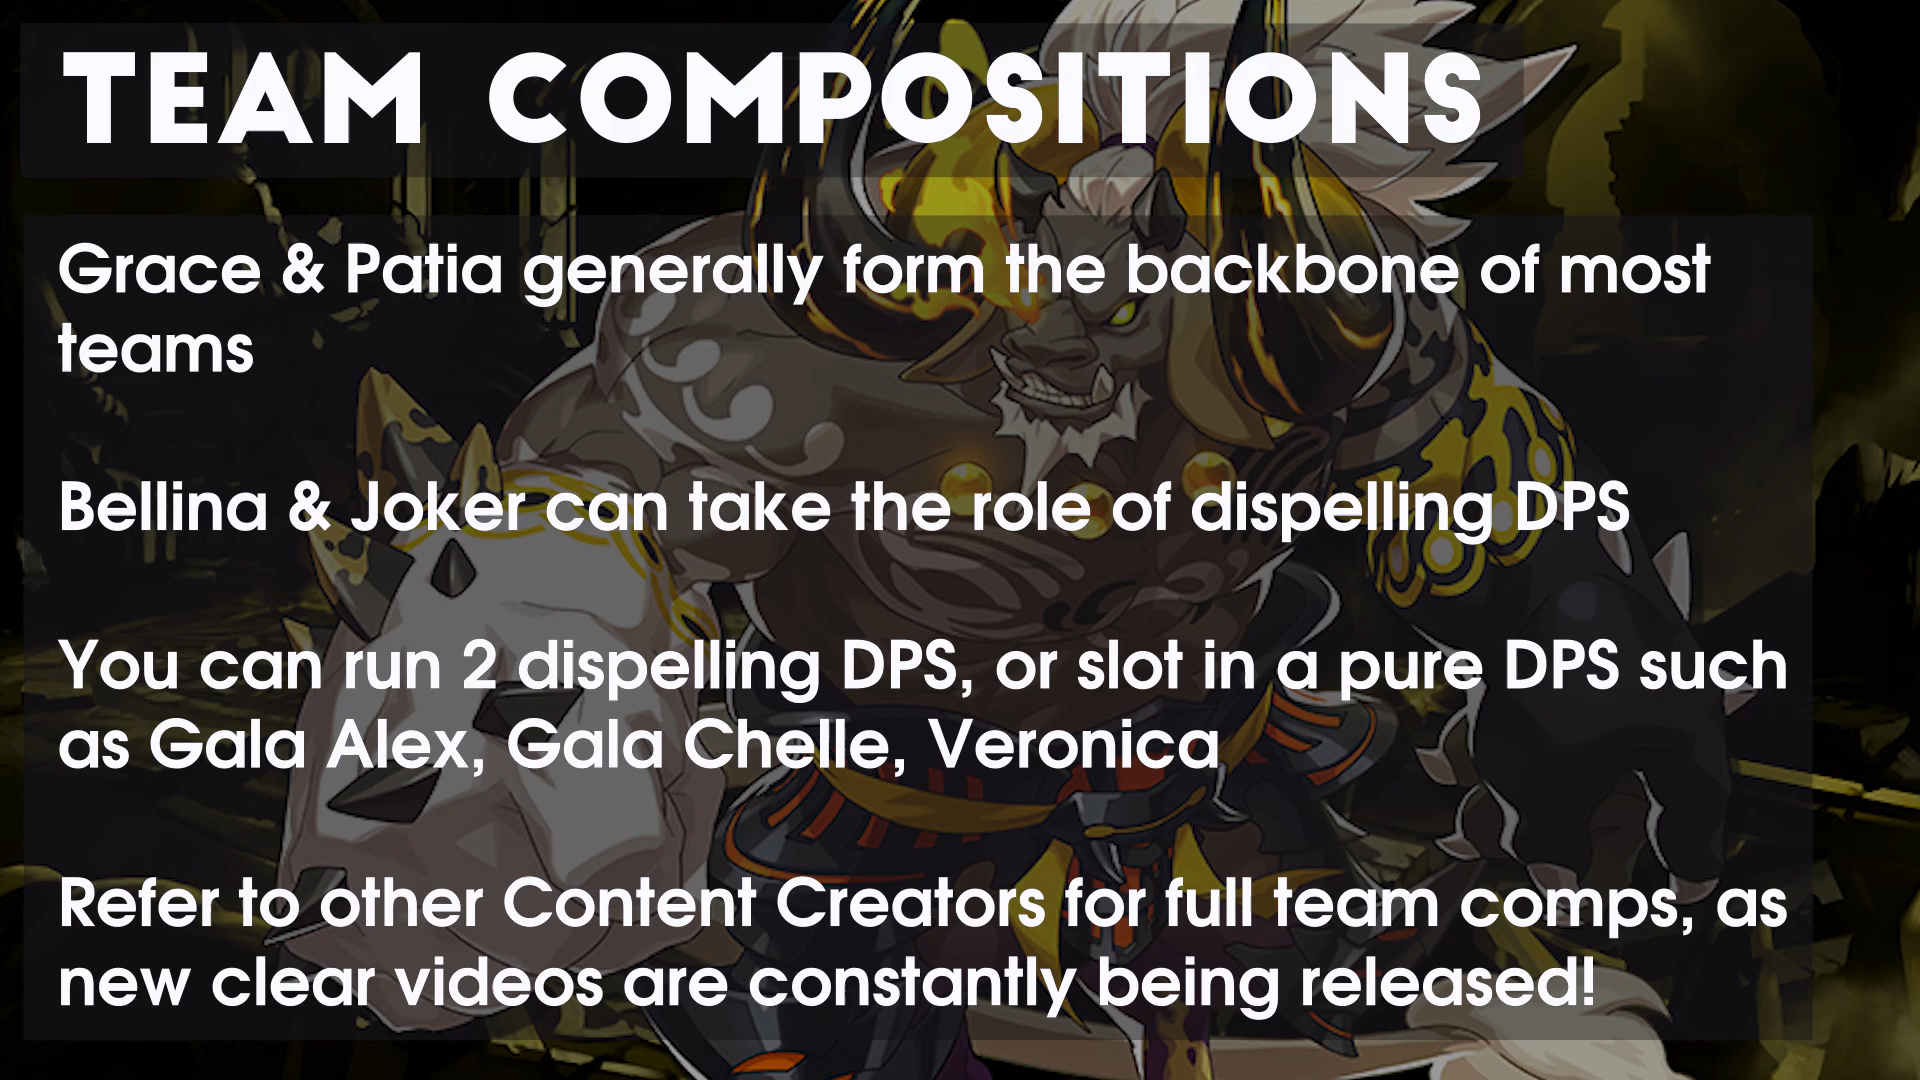 TEAM COMPOSITIONS
Grace & Patia generally form the backbone of most
teams
Bellina & Joker can take the role of dispelling DPS
You can run 2 dispelling DPS, or slot in a pure DPS such
as Gala Alex, Gala Chelle, Veronica
Refer to other Content Creators for full team comps, as
new clear videos are constantly being released!